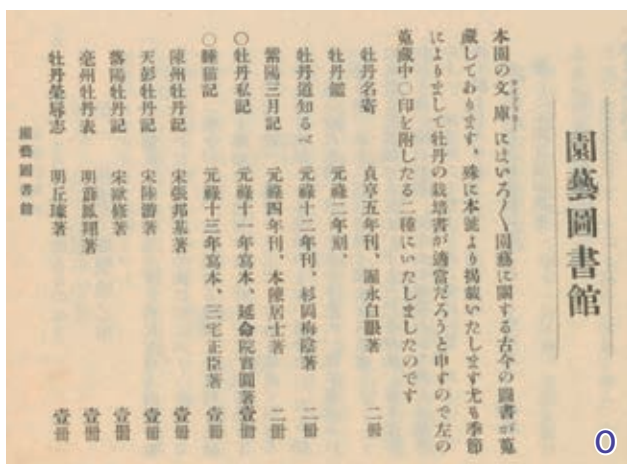 園藝圖書館
本園の文庫にはいろ〱園藝に關する古今の圖書が蒐
藏してあります、殊に本號より掲載いたします尤も季節
によりまして牡丹の栽培書が適當だろうと申すので左の
蒐藏中〇印を附したる二種にいたしましたのです
牡丹名寄 貞亨五年刊、永白眼著 二冊
牡丹鑑 元祿二年刻、
牡丹道知るべ 元祿十二年刊、杉岡梅陰著 二冊
紫陽三月記 元祿四年刊、本陳居士著 二冊
〇牡丹私記 元祿十一年寫本、延命院著 壹冊
〇睡猫記 元祿十三年寫本、三宅正臣著 壹冊
陳州牡丹記 宋張邦基著 壹冊
天彭牡丹記 宋陸游著 壹冊
洛陽牡丹記 宋歐修著 壹冊
亳州牡丹表 明薛鳳翔著 壹冊
牡丹榮辱志 明丘璿著 壹冊
園藝圖書館
O